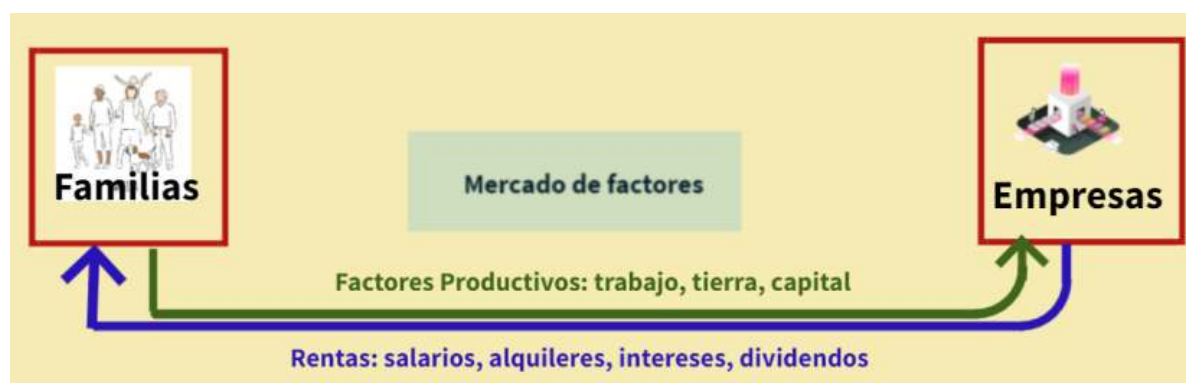 Familias
Mercado de factores
Empresas
Factores Productivos: trabajo, tierra, capital
Rentas: salarios, alquileres, intereses, dividendos